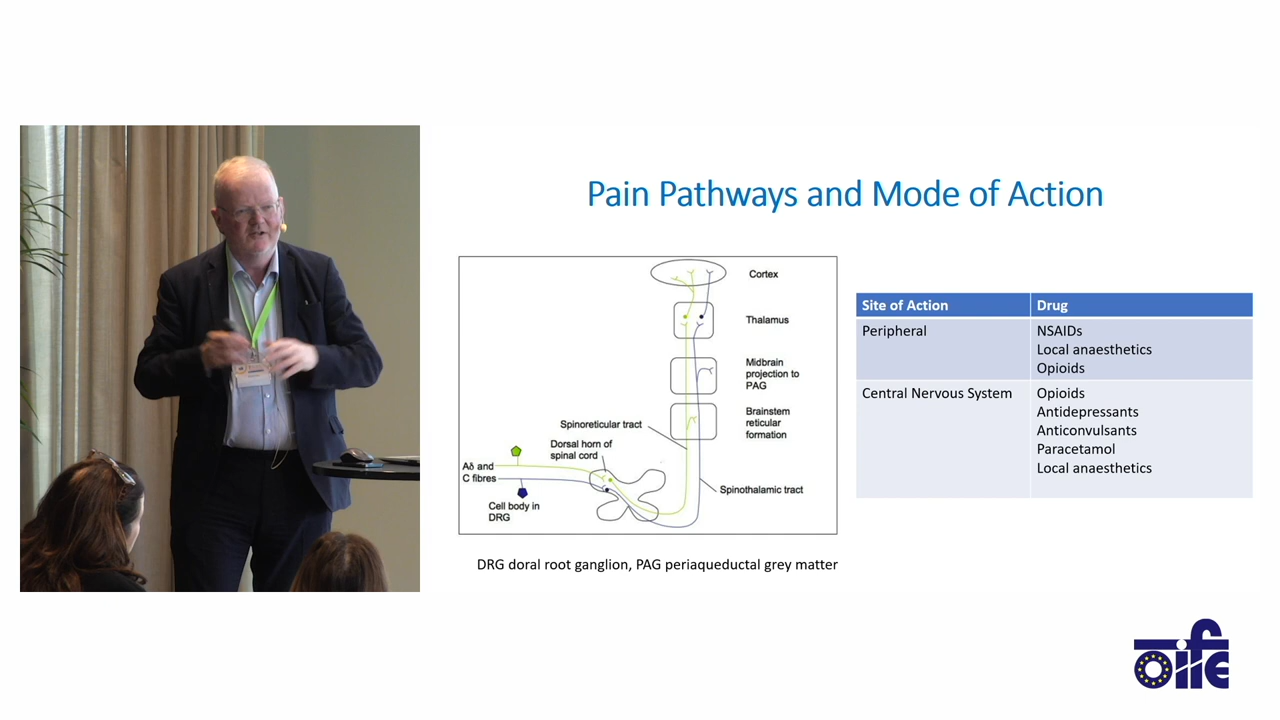 Pain Pathways and Mode of Action
Cortex
Thalamus
Midbrain
projection to
PAG
Brainstem
reticular
formation
Spinoreticular tract
Dorsal horn of
spinal cord
Aδ and
C fibres
Cell body in
DRG
Spinothalamic tract
DRG doral root ganglion, PAG periaqueductal grey matter
Site of Action Drug
Peripheral NSAIDs
Local anaesthetics
Opioids
Central Nervous System Opioids
Antidepressants
Anticonvulsants
Paracetamol
Local anaesthetics
oife